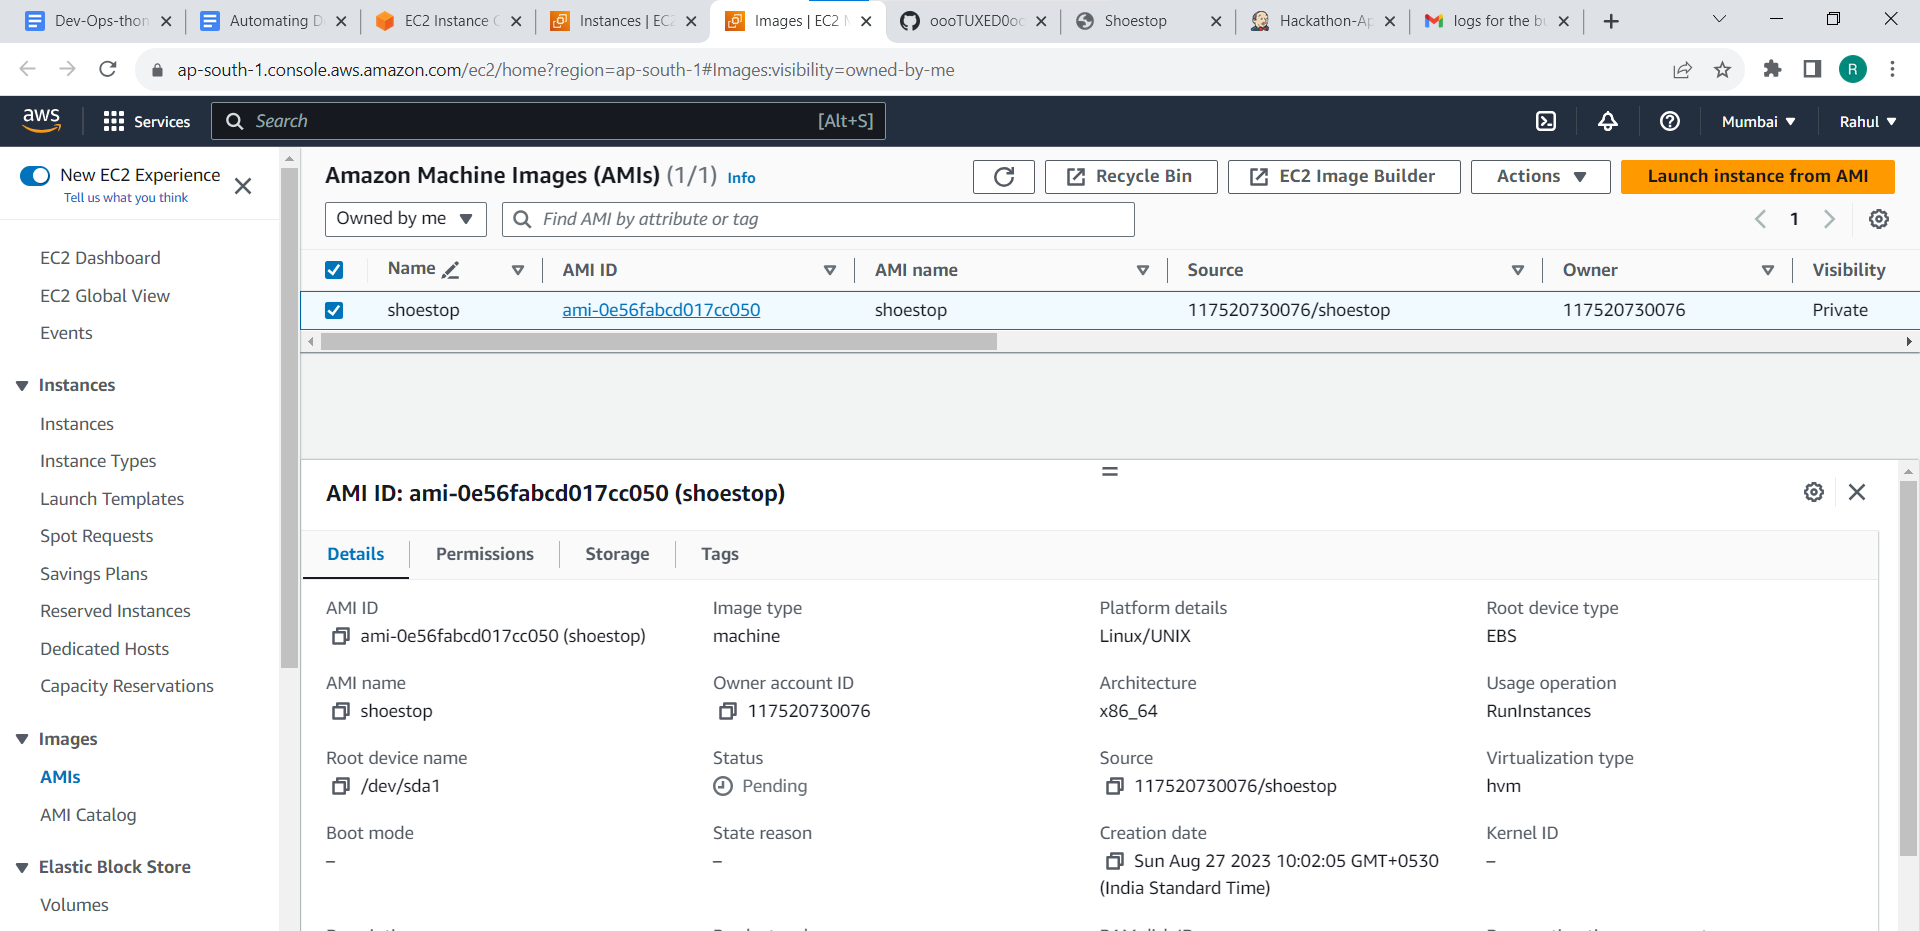 Dev-Ops-thon
Automating D
EC2 Instance C
Instances | EC2
Images | EC2 M
oooTUXED0oo
Shoestop
Hackathon-Ap
logs for the bu
ap-south-1.console.aws.amazon.com/ec2/home?region=ap-south-1#Images:visibility=owned-by-me
R
aws
Services
Search
[Alt+S]
Mumbai
Rahul
New EC2 Experience
Tell us what you think
EC2 Dashboard
EC2 Global View
Events
Instances
Instances
Instance Types
Launch Templates
Spot Requests
Savings Plans
Reserved Instances
Dedicated Hosts
Capacity Reservations
Images
AMIs
AMI Catalog
Elastic Block Store
Volumes
Amazon Machine Images (AMIs) (1/1) Info
Recycle Bin
EC2 Image Builder
Actions
Launch instance from AMI
Owned by me
Find AMI by attribute or tag
1
Name
AMI ID
AMI name
Source
Owner
Visibility
shoestop
ami-0e56fabcd017cc050
shoestop
117520730076/shoestop
117520730076
Private
AMI ID: ami-0e56fabcd017cc050 (shoestop)
Details
Permissions
Storage
Tags
AMI ID
ami-0e56fabcd017cc050 (shoestop)
Image type
machine
Platform details
Linux/UNIX
Root device type
EBS
AMI name
shoestop
Owner account ID
117520730076
Architecture
x86_64
Usage operation
RunInstances
Root device name
/dev/sda1
Status
Pending
Source
117520730076/shoestop
Virtualization type
hvm
Boot mode
–
State reason
–
Creation date
Sun Aug 27 2023 10:02:05 GMT+0530
(India Standard Time)
Kernel ID
–